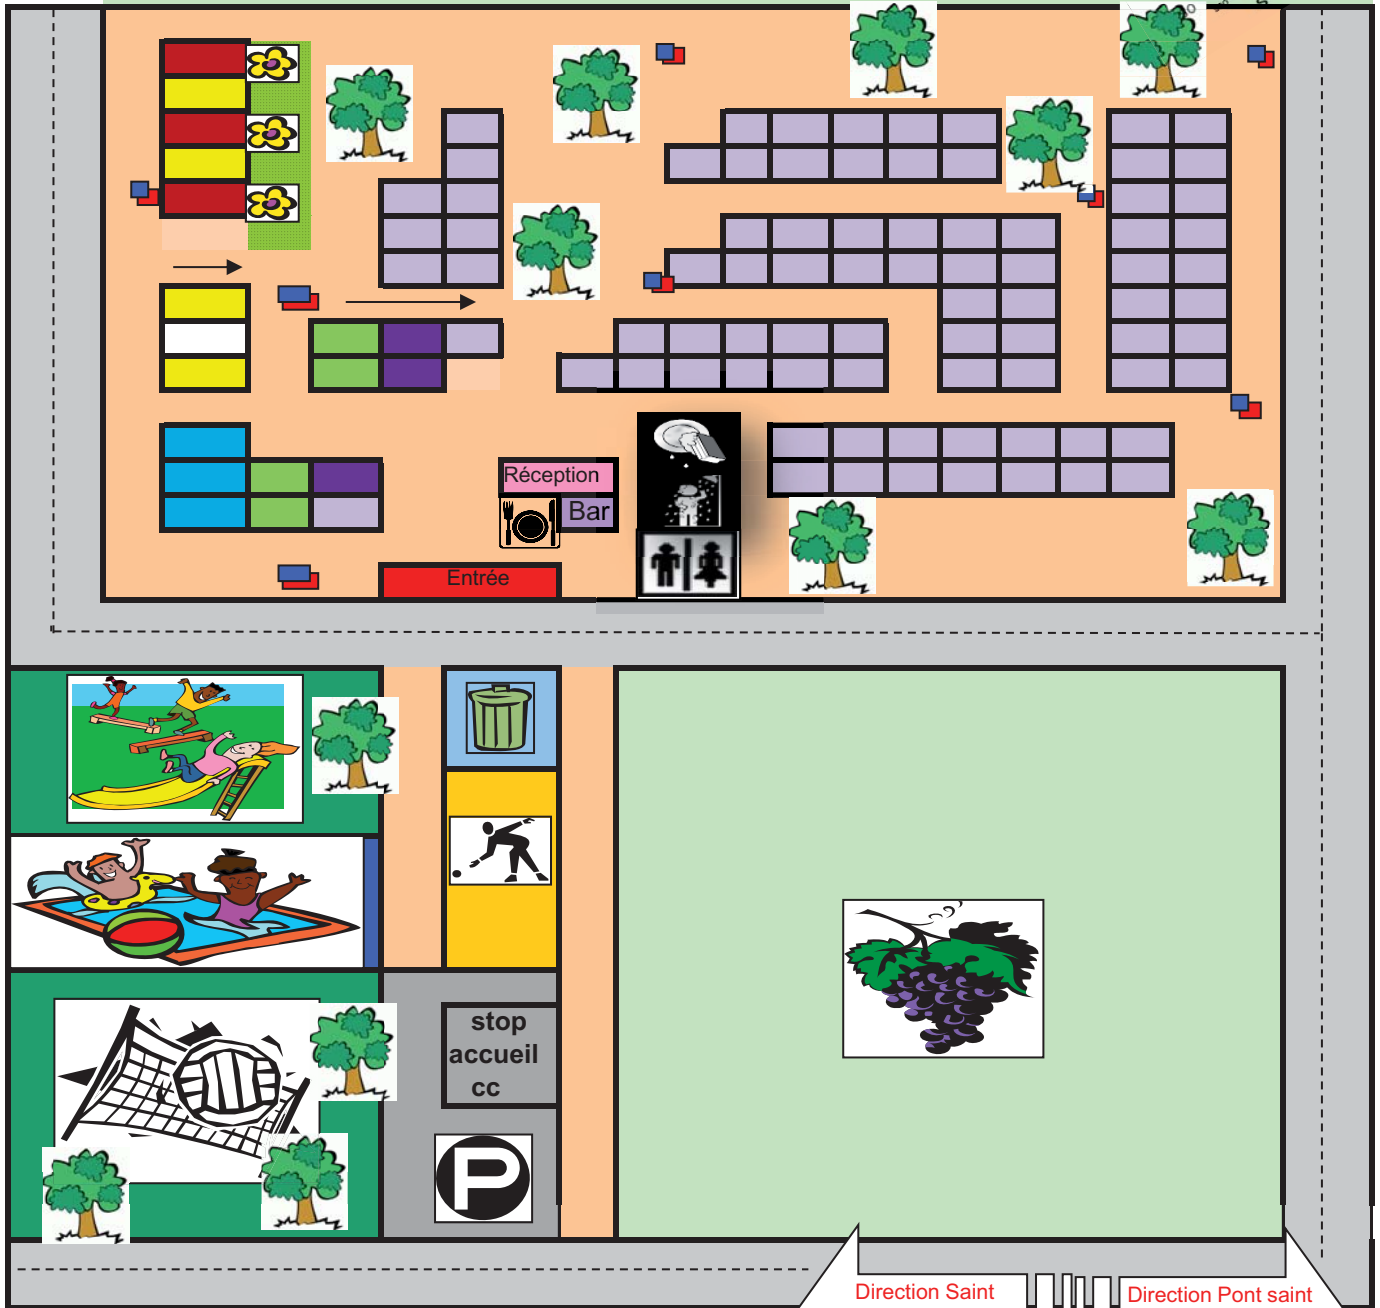 Réception
Bar
Entrée
stop
accueil
cc
P
Direction Saint
Direction Pont saint